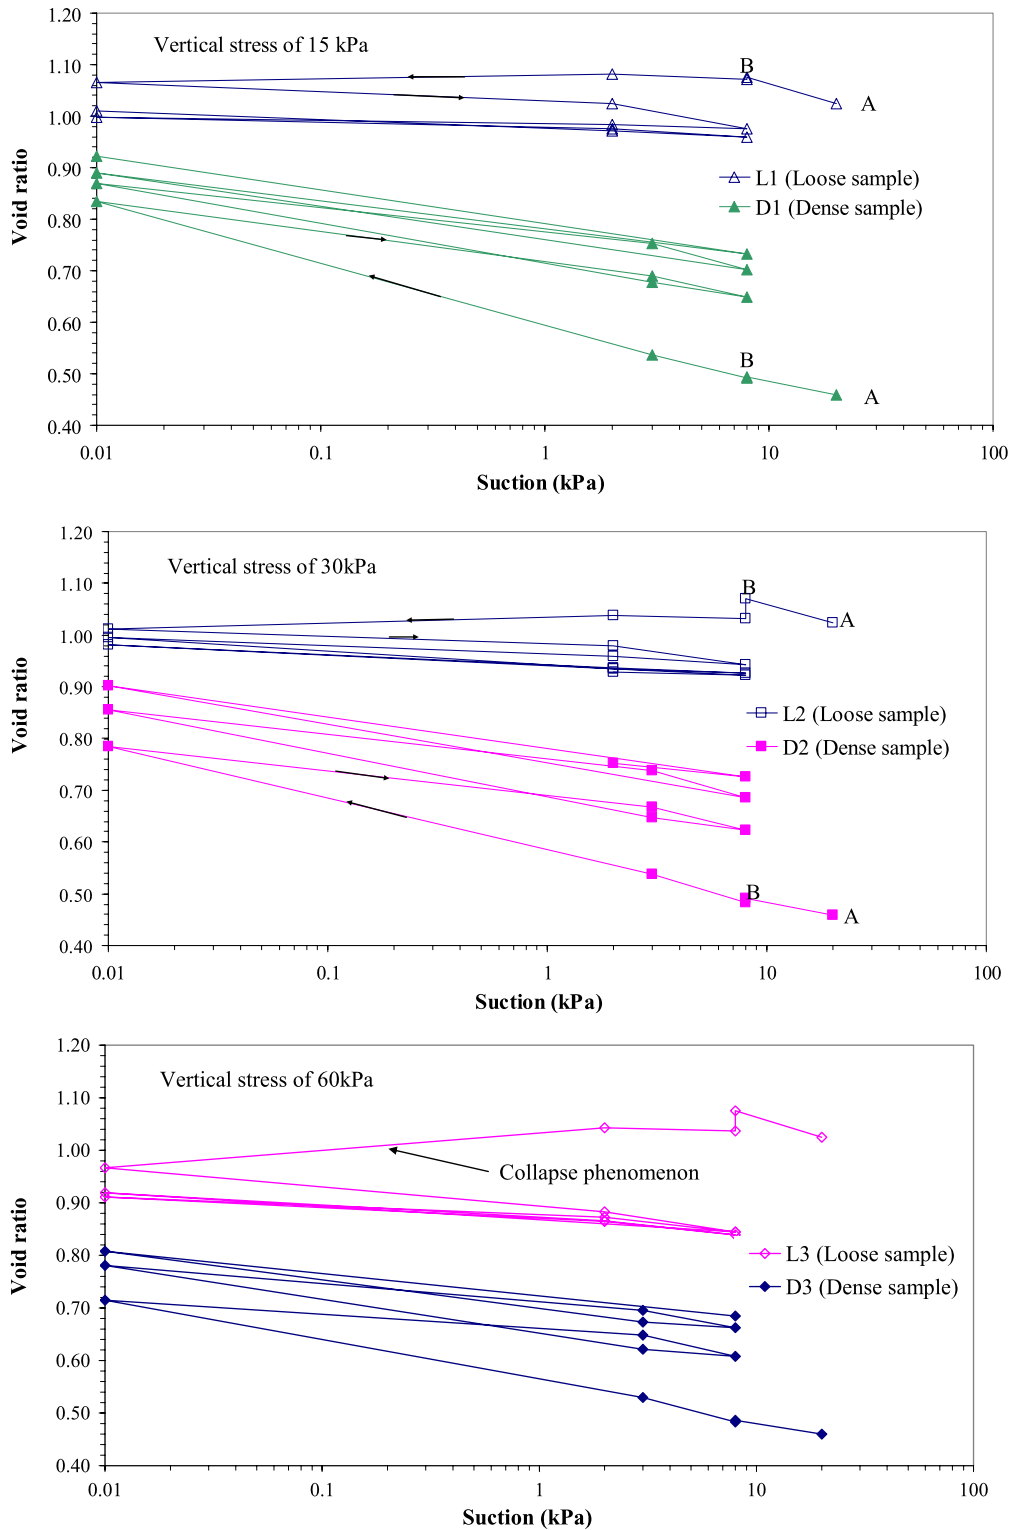 1.20
Vertical stress of 15 kPa
1.10
B
A
1.00
0.90
L1 (Loose sample)
0.80
D1 (Dense sample)
Void ratio
0.70
0.60
0.50
B
A
0.40
0.01 0.1 1 10 100
Suction (kPa)
1.20
Vertical stress of 30kPa
1.10
B
A
1.00
0.90
L2 (Loose sample)
0.80
D2 (Dense sample)
Void ratio
0.70
0.60
0.50
B
A
0.40
0.01 0.1 1 10 100
Suction (kPa)
1.20
Vertical stress of 60kPa
1.10
1.00
Collapse phenomenon
0.90
L3 (Loose sample)
0.80
D3 (Dense sample)
Void ratio
0.70
0.60
0.50
0.40
0.01 0.1 1 10 100
Suction (kPa)